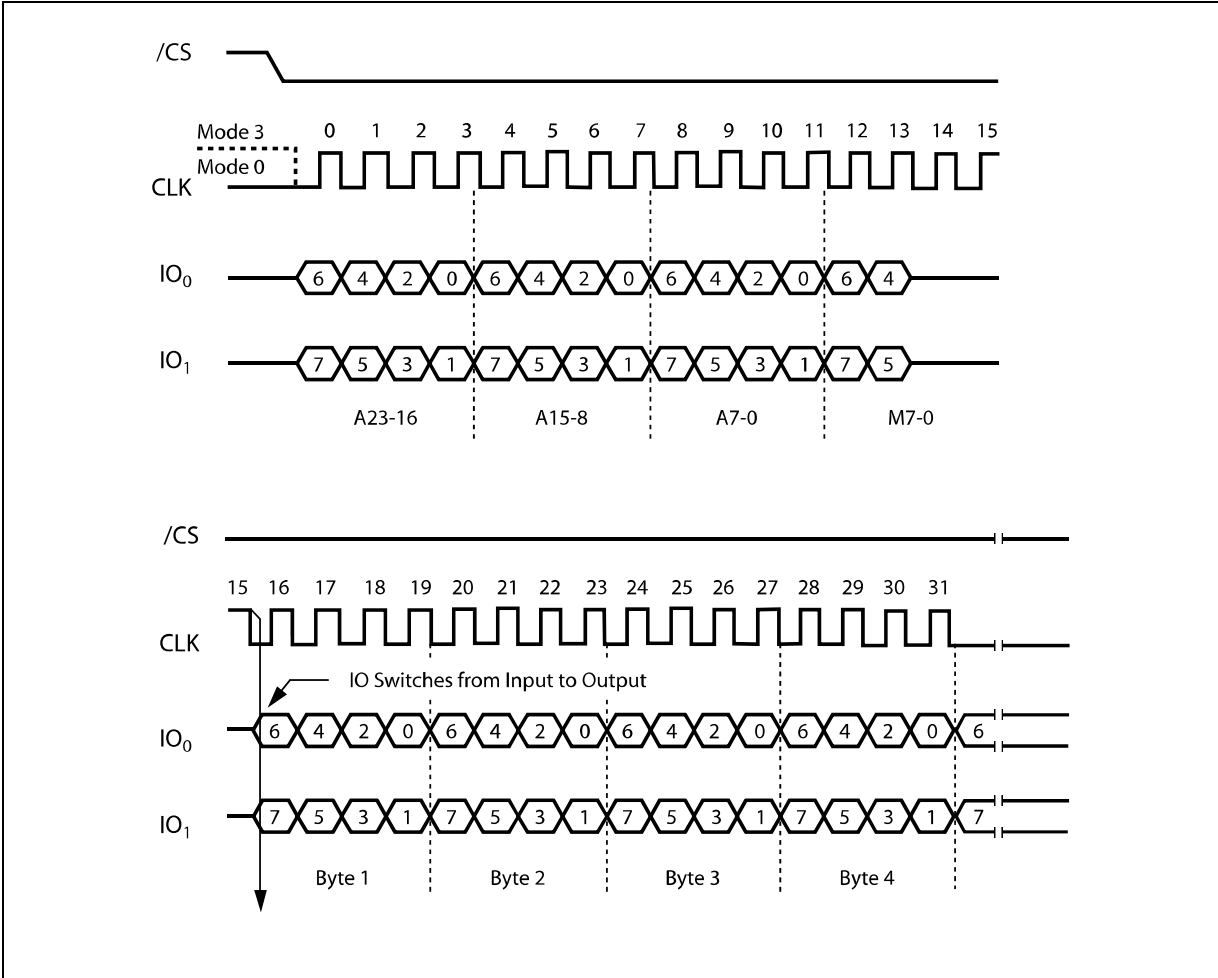 /CS
Mode 3 0 1 2 3 4 5 6 7 8 9 10 11 12 13 14 15
Mode 0
CLK
IO0 6 4 2 0 6 4 2 0 6 4 2 0 6 4
IO1 7 5 3 1 7 5 3 1 7 5 3 1 7 5
A23-16 A15-8 A7-0 M7-0
/CS
15 16 17 18 19 20 21 22 23 24 25 26 27 28 29 30 31
CLK
IO Switches from Input to Output
IO0 6 4 2 0 6 4 2 0 6 4 2 0 6 4 2 0 6
IO1 7 5 3 1 7 5 3 1 7 5 3 1 7 5 3 1 7
Byte 1 Byte 2 Byte 3 Byte 4